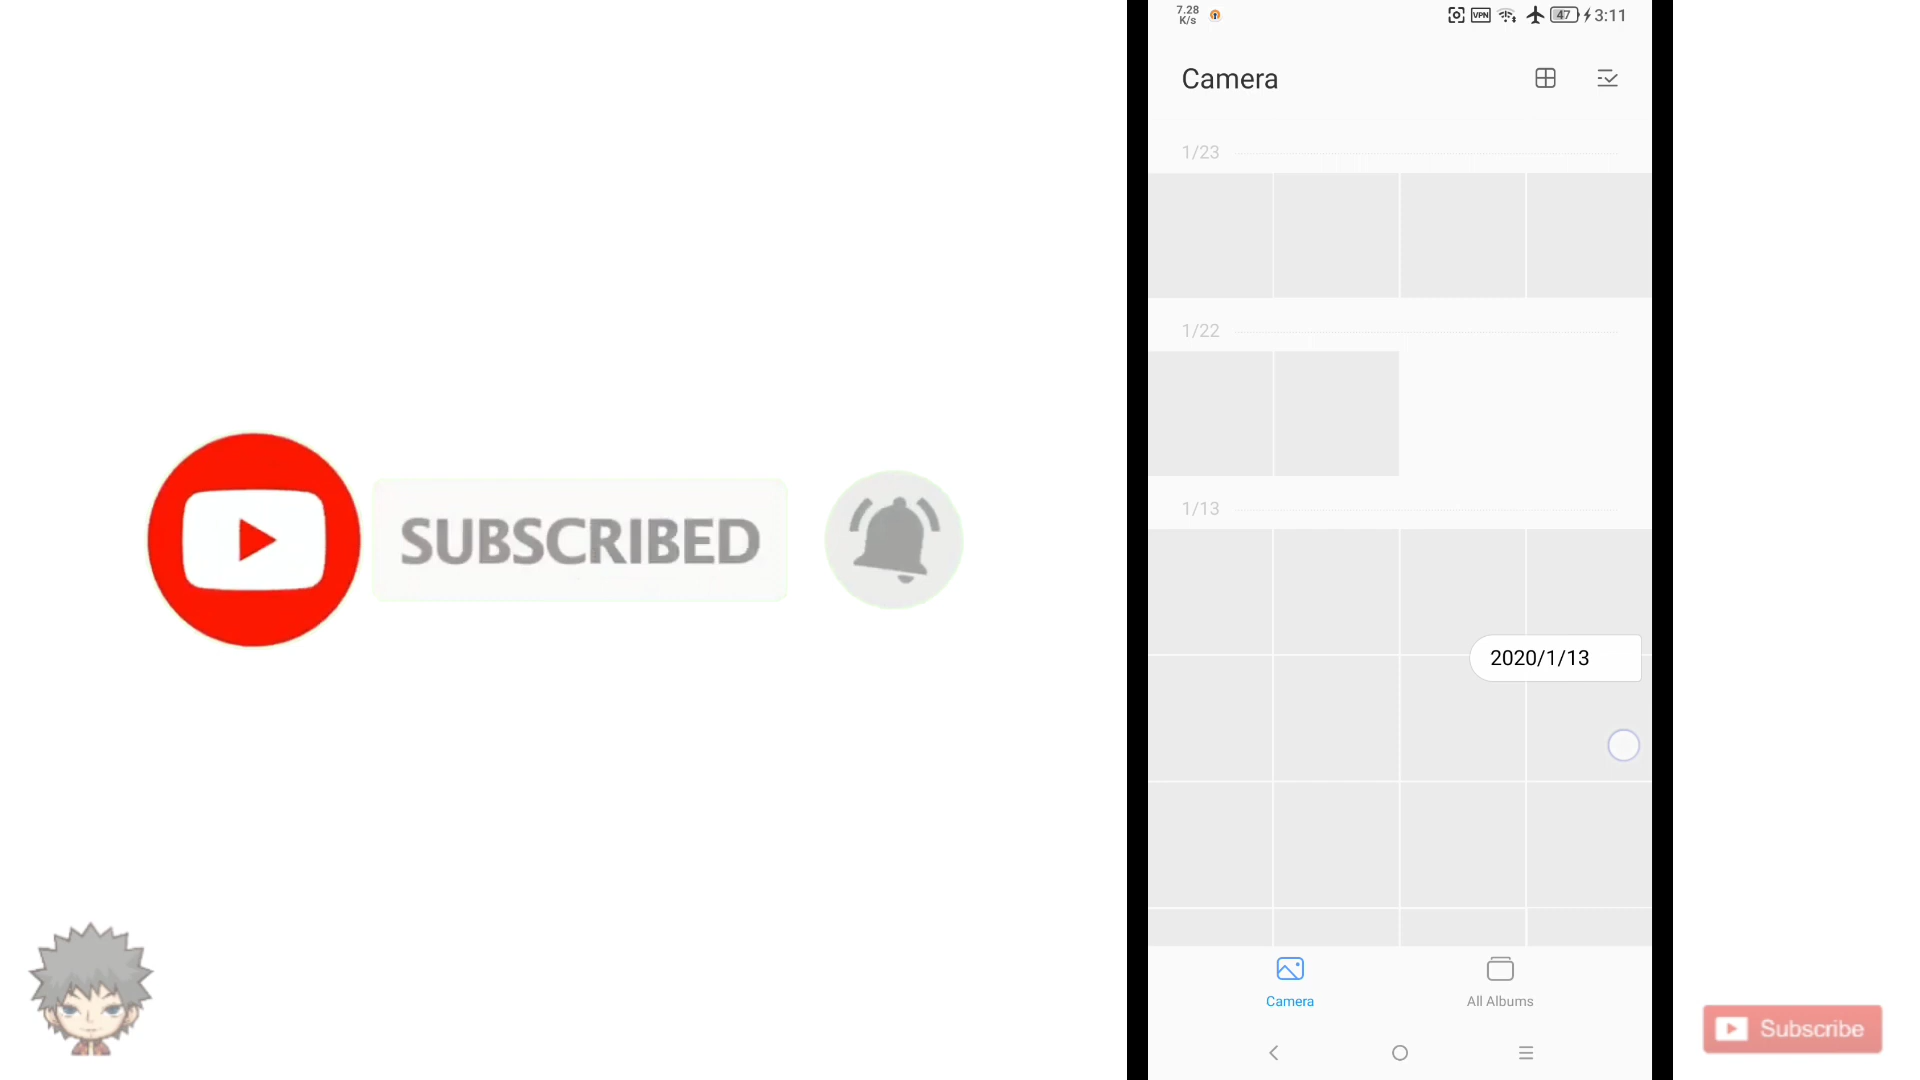 SUBSCRIBED
7.28
K/s
VPN
47
3:11
Camera
1/23
1/22
1/13
2020/1/13
Camera
All Albums
Subscribe